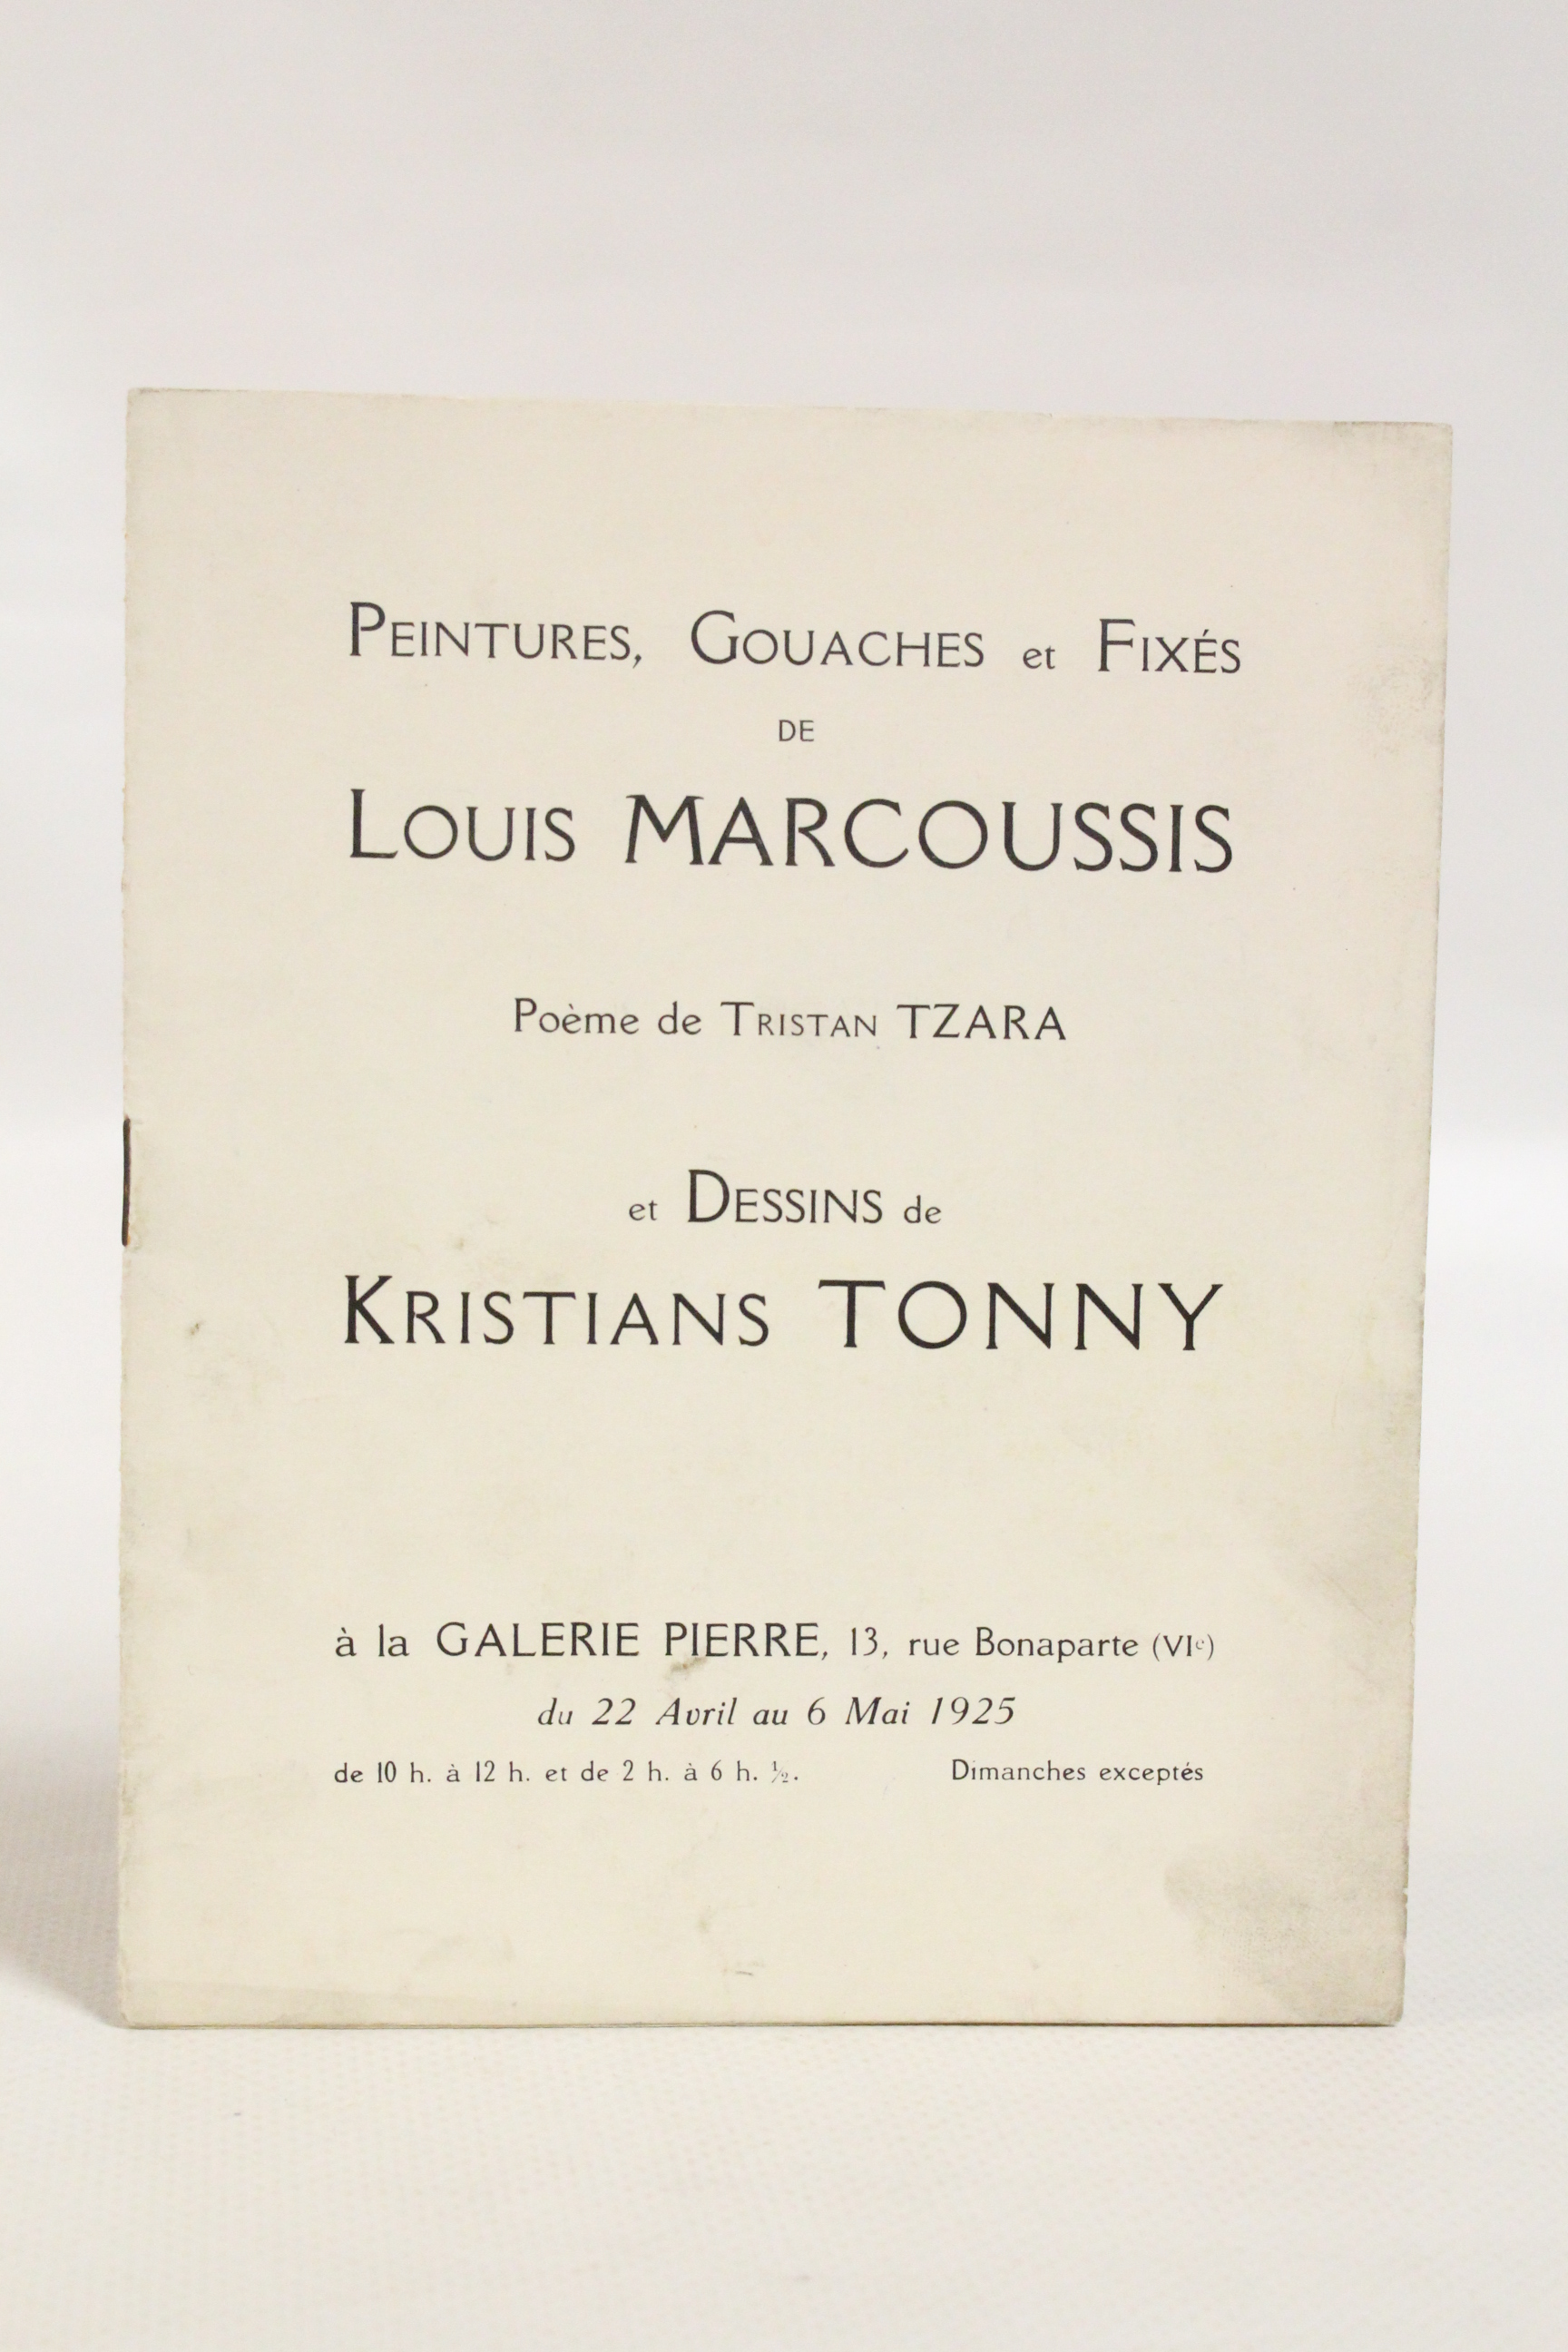 PEINTURES, GOUACHES et FIXÉS
DE
LOUIS MARCOUSSIS
Poème de TRISTAN TZARA
et DESSINS de
KRISTIANS TONNY
à la GALERIE PIERRE, 13, rue Bonaparte (VIe)
du 22 Avril au 6 Mai 1925
de 10 h. à 12 h. et de 2 h. à 6 h. ½. Dimanches exceptés